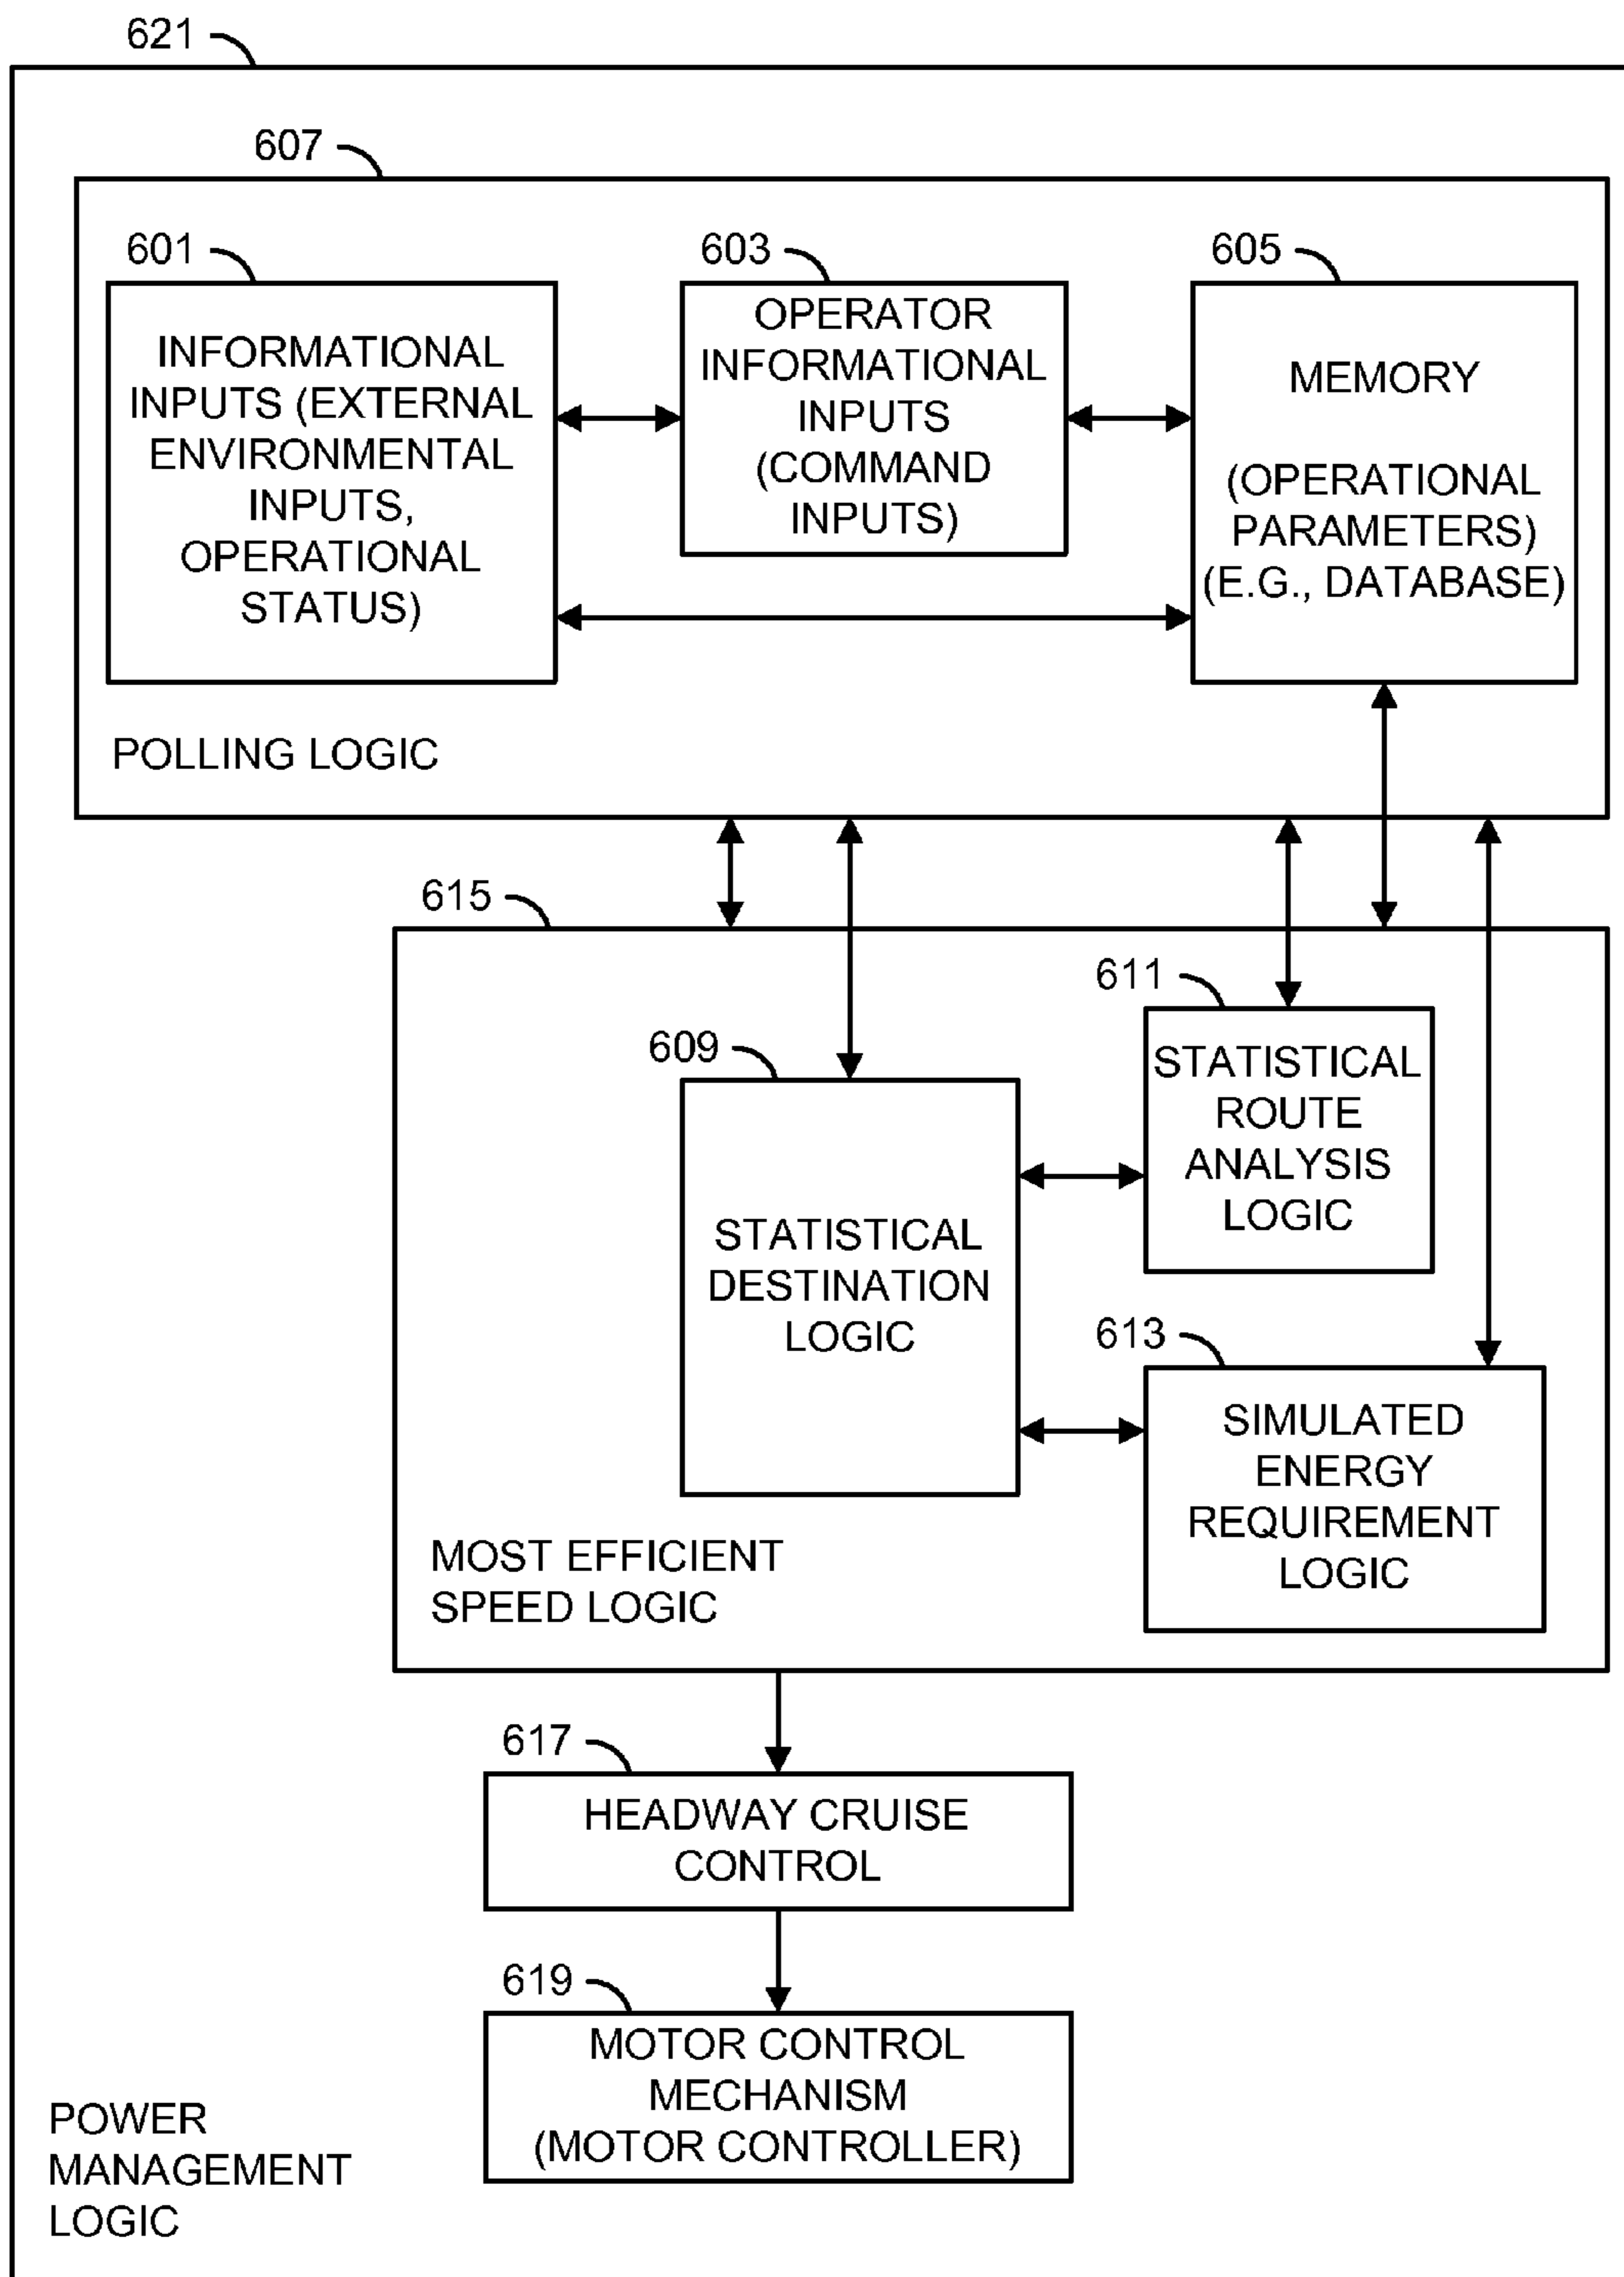 621
607
601
603
605
INFORMATIONAL
INPUTS (EXTERNAL
ENVIRONMENTAL
INPUTS,
OPERATIONAL
STATUS)
OPERATOR
INFORMATIONAL
INPUTS
(COMMAND
INPUTS)
MEMORY
(OPERATIONAL
PARAMETERS)
(E.G., DATABASE)
POLLING LOGIC
615
611
609
STATISTICAL
ROUTE
ANALYSIS
LOGIC
STATISTICAL
DESTINATION
LOGIC
613
SIMULATED
ENERGY
REQUIREMENT
LOGIC
MOST EFFICIENT
SPEED LOGIC
617
HEADWAY CRUISE
CONTROL
619
MOTOR CONTROL
MECHANISM
(MOTOR CONTROLLER)
POWER
MANAGEMENT
LOGIC